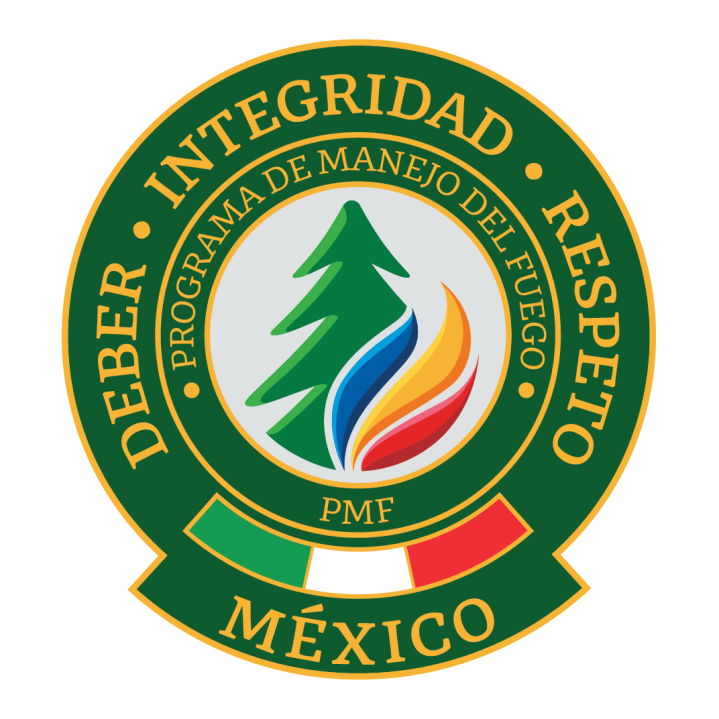 DEBER • INTEGRIDAD • RESPETO
• PROGRAMA DE MANEJO DEL FUEGO •
PMF
MÉXICO